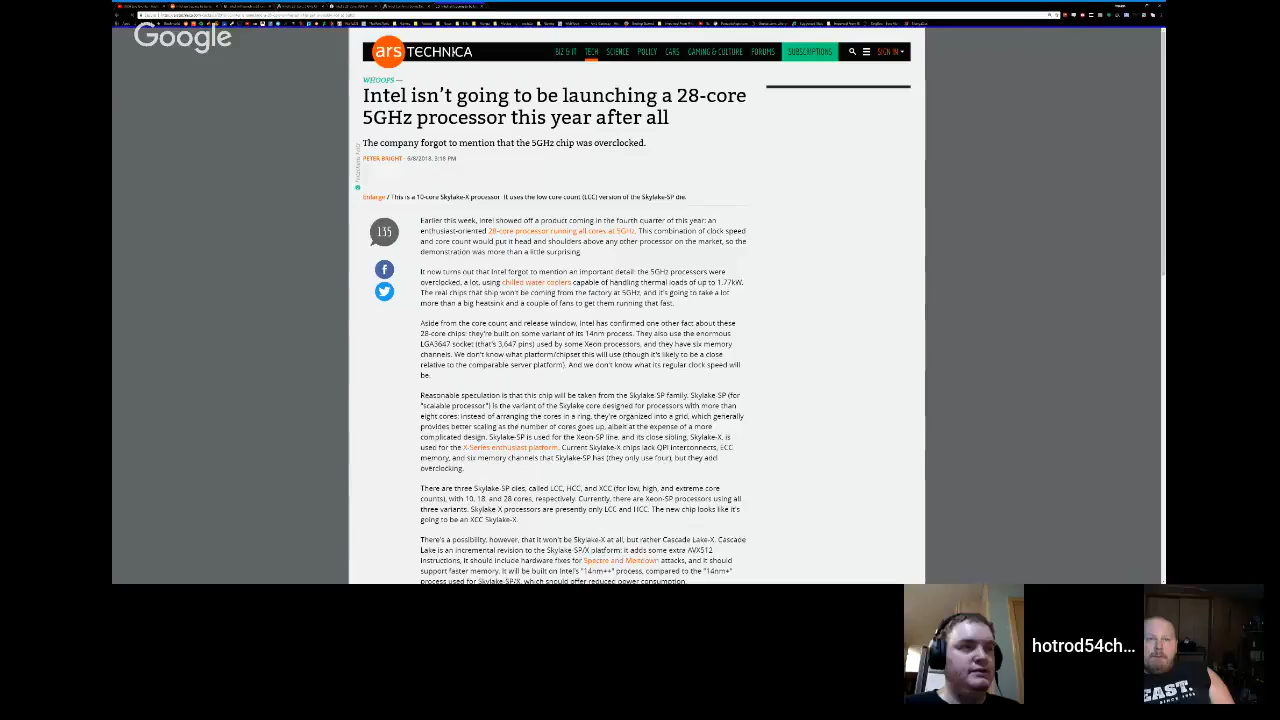 Google
ars TECHNICA
BIZ & IT TECH SCIENCE POLICY CARS GAMING & CULTURE FORUMS SUBSCRIPTIONS SIGN IN
WHOOPS —
Intel isn't going to be launching a 28-core
5GHz processor this year after all
The company forgot to mention that the 5GHz chip was overclocked.
PETER BRIGHT - 6/8/2018, 3:18 PM
Enlarge / This is a 10-core Skylake-X processor. It uses the low core count (LCC) version of the Skylake-SP die.
135
Earlier this week, Intel showed off a product coming in the fourth quarter of this year: an
enthusiast-oriented 28-core processor running all cores at 5GHz. This combination of clock speed
and core count would put it head and shoulders above any other processor on the market, so the
demonstration was more than a little surprising.
It now turns out that Intel forgot to mention an important detail: the 5GHz processors were
overclocked, a lot, using chilled water coolers capable of handling thermal loads of up to 1.77kW.
The real chips that ship won't be coming from the factory at 5GHz, and it's going to take a lot
more than a big heatsink and a couple of fans to get them running that fast.
Aside from the core count and release window, Intel has confirmed one other fact about these
28-core chips: they're built on some variant of its 14nm process. They also use the enormous
LGA3647 socket (that's 3,647 pins) used by some Xeon processors, and they have six memory
channels. We don't know what platform/chipset this will use (though it's likely to be a close
relative to the comparable server platform). And we don't know what its regular clock speed will
be.
Reasonable speculation is that this chip will be taken from the Skylake-SP family. Skylake-SP (for
"scalable processor") is the variant of the Skylake core designed for processors with more than
eight cores; instead of arranging the cores in a ring, they're organized into a grid, which generally
provides better scaling as the number of cores goes up, albeit at the expense of a more
complicated design. Skylake-SP is used for the Xeon-SP line, and its close sibling, Skylake-X, is
used for the X-Series enthusiast platform. Current Skylake-X chips lack QPI interconnects, ECC
memory, and six memory channels that Skylake-SP has (they only use four), but they add
overclocking.
There are three Skylake-SP dies, called LCC, HCC, and XCC (for low, high, and extreme core
counts), with 10, 18, and 28 cores, respectively. Currently, there are Xeon-SP processors using all
three variants. Skylake-X processors are presently only LCC and HCC. The new chip looks like it's
going to be an XCC Skylake-X.
There's a possibility, however, that it won't be Skylake-X at all, but rather Cascade Lake-X. Cascade
Lake is an incremental revision to the Skylake-SP/X platform: it adds some extra AVX512
instructions, it should include hardware fixes for Spectre and Meltdown attacks, and it should
support faster memory. It will be built on Intel's "14nm++" process, compared to the "14nm+"
process used for Skylake-SP/X, which should offer reduced power consumption.
hotrod54ch...
EAST.
SINCE